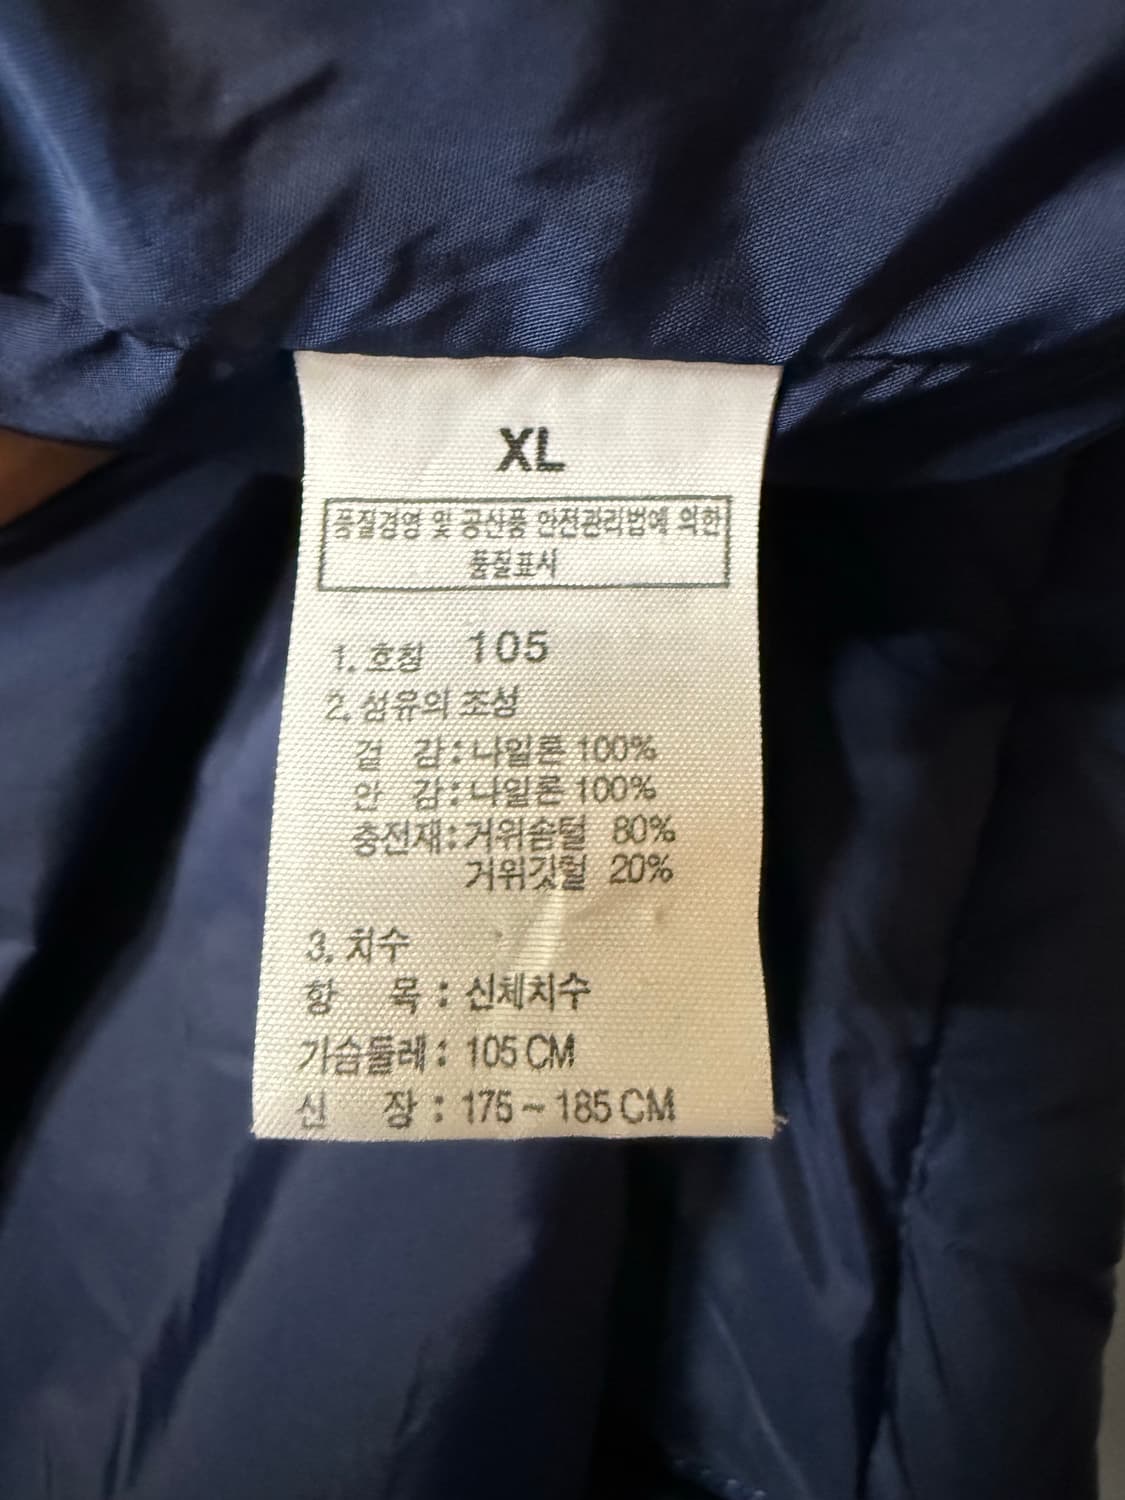 XL
품질경영 및 공산품 안전관리법에 의한
품질표시
1. 호칭 105
2. 섬유의 조성
겉 감 : 나일론 100%
안 감 : 나일론 100%
충전재 : 거위솜털 80%
거위깃털 20%
3. 치수
항 목 : 신체치수
가슴둘레 : 105 CM
신 장 : 175 ~ 185 CM